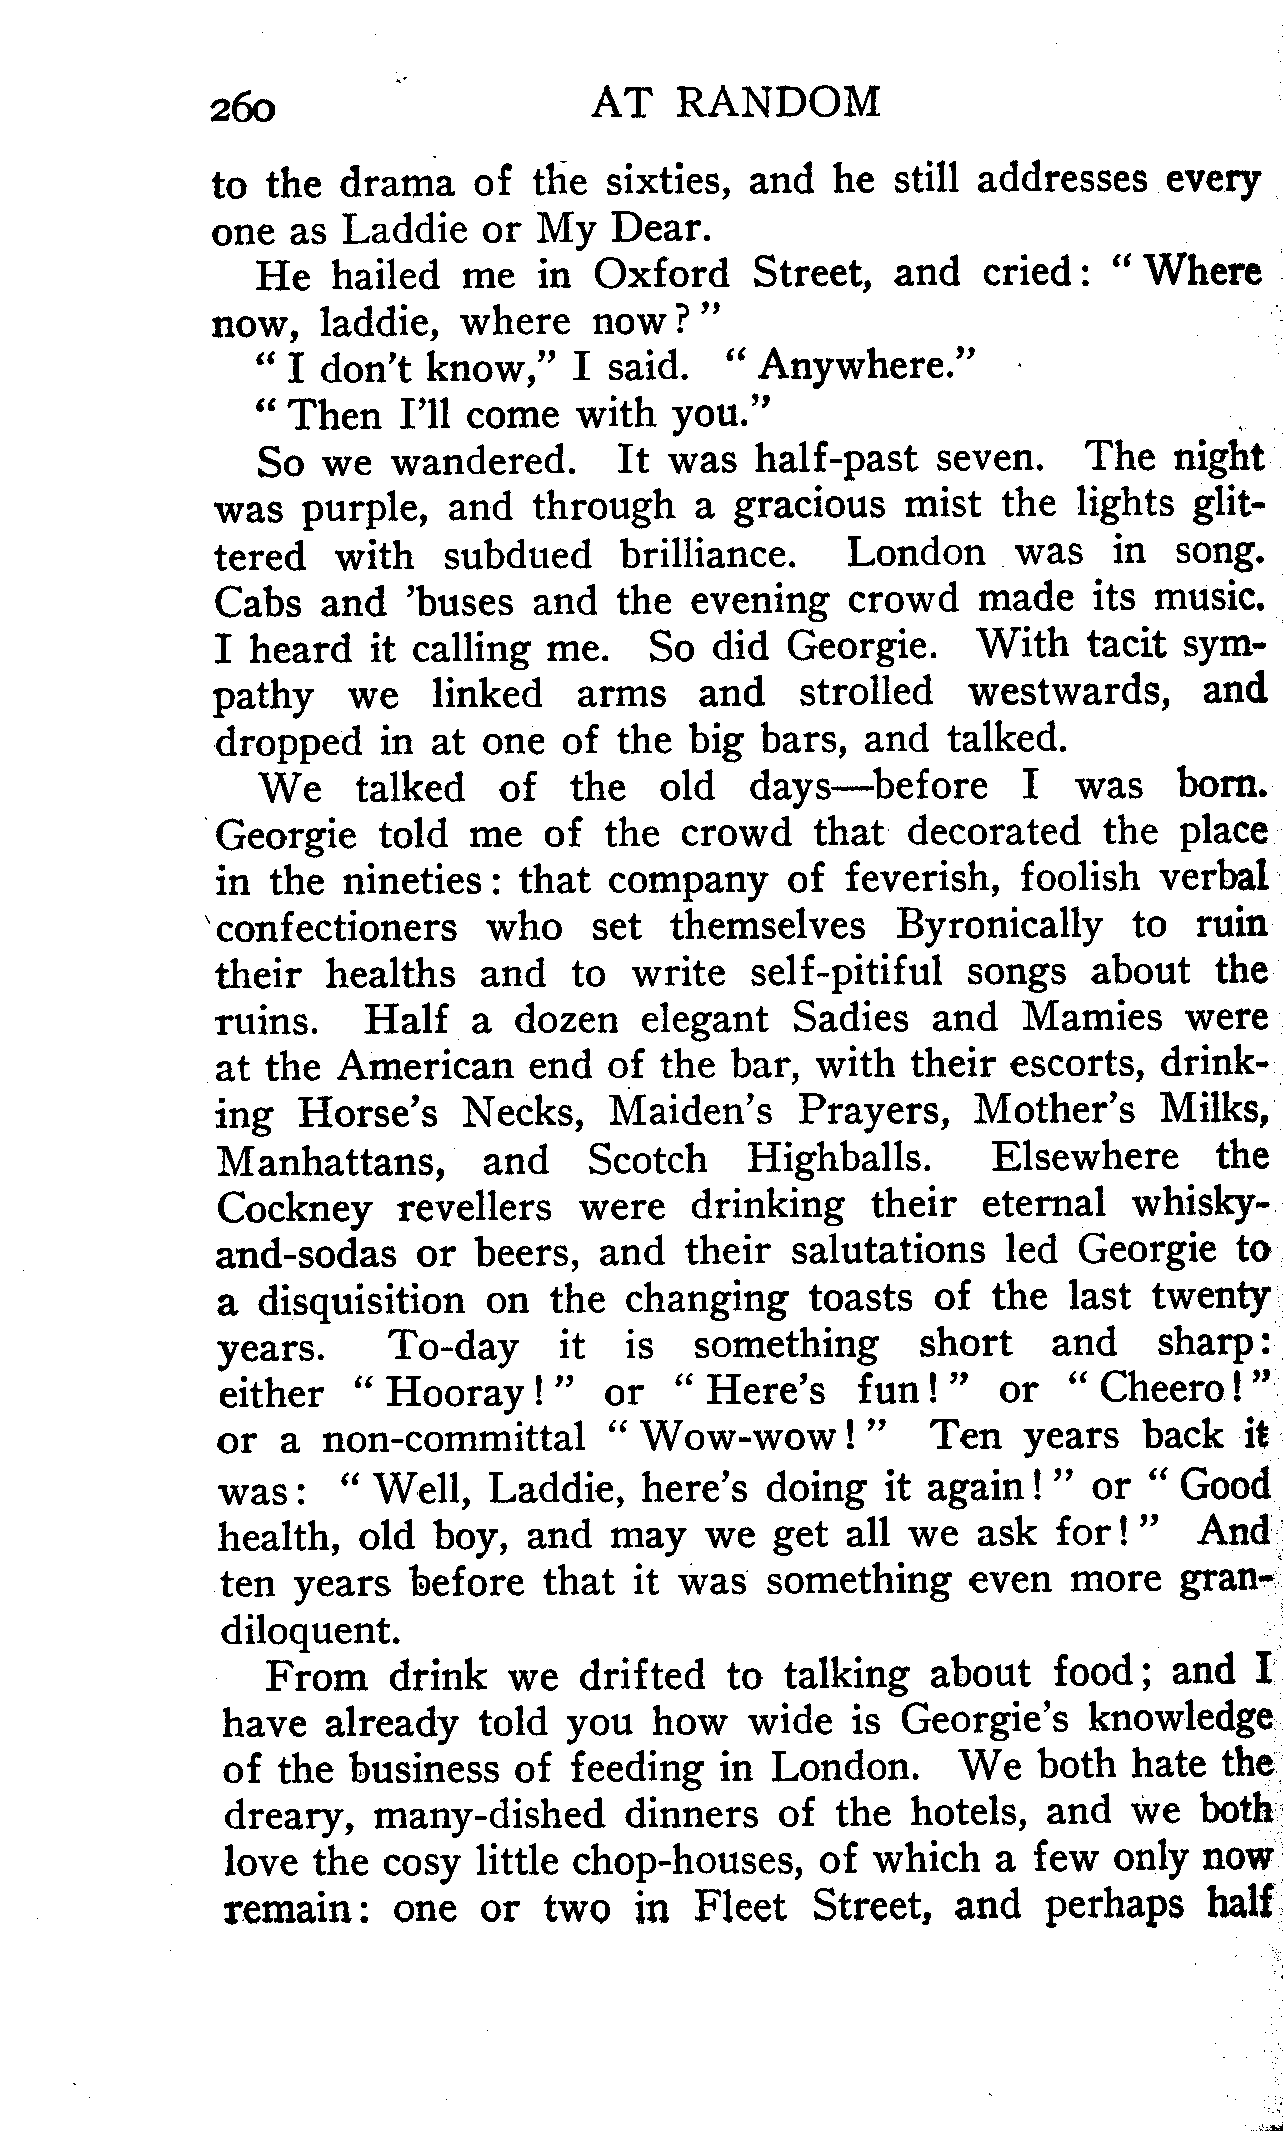 260 AT RANDOM
to the drama of the sixties, and he still addresses every
one as Laddie or My Dear.
He hailed me in Oxford Street, and cried: “ Where
now, laddie, where now? ”
“ I don't know,” I said. “ Anywhere.”
“ Then I'll come with you.”
So we wandered. It was half-past seven. The night
was purple, and through a gracious mist the lights glit-
tered with subdued brilliance. London was in song.
Cabs and 'buses and the evening crowd made its music.
I heard it calling me. So did Georgie. With tacit sym-
pathy we linked arms and strolled westwards, and
dropped in at one of the big bars, and talked.
We talked of the old days—before I was born.
Georgie told me of the crowd that decorated the place
in the nineties: that company of feverish, foolish verbal
confectioners who set themselves Byronically to ruin
their healths and to write self-pitiful songs about the
ruins. Half a dozen elegant Sadies and Mamies were
at the American end of the bar, with their escorts, drink-
ing Horse's Necks, Maiden's Prayers, Mother's Milks,
Manhattans, and Scotch Highballs. Elsewhere the
Cockney revellers were drinking their eternal whisky-
and-sodas or beers, and their salutations led Georgie to
a disquisition on the changing toasts of the last twenty
years. To-day it is something short and sharp:
either “ Hooray! ” or “ Here's fun! ” or “ Cheero! ”
or a non-committal “ Wow-wow! ” Ten years back it
was: “ Well, Laddie, here's doing it again! ” or “ Good
health, old boy, and may we get all we ask for! ” And
ten years before that it was something even more gran-
diloquent.
From drink we drifted to talking about food; and I
have already told you how wide is Georgie's knowledge
of the business of feeding in London. We both hate the
dreary, many-dished dinners of the hotels, and we both
love the cosy little chop-houses, of which a few only now
remain: one or two in Fleet Street, and perhaps half